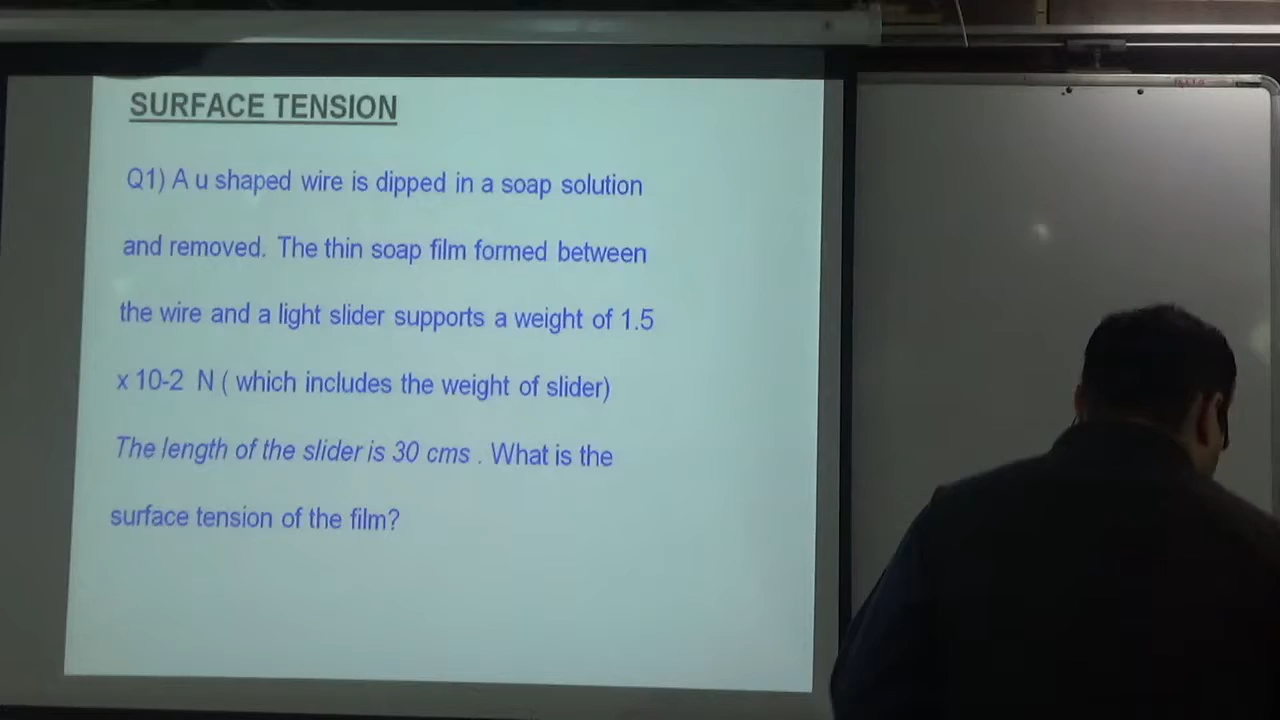 SURFACE TENSION
Q1) A u shaped wire is dipped in a soap solution
and removed. The thin soap film formed between
the wire and a light slider supports a weight of 1.5
x 10-2 N ( which includes the weight of slider)
The length of the slider is 30 cms . What is the
surface tension of the film?